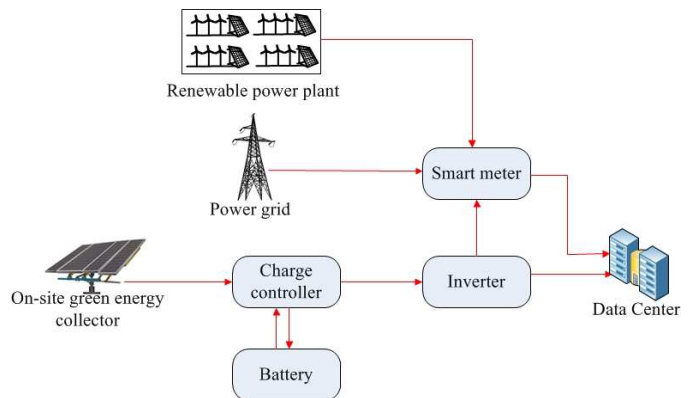 Renewable power plant
Power grid
Smart meter
On-site green energy
collector
Charge
controller
Inverter
Data Center
Battery